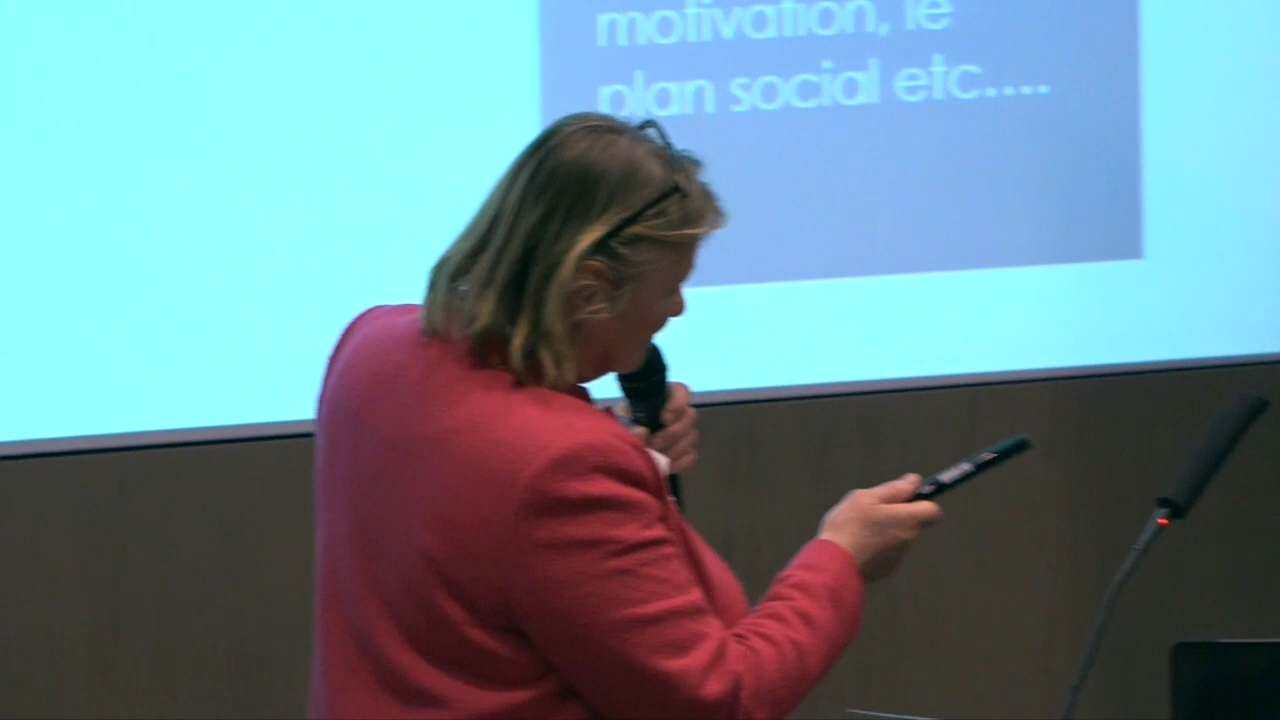 motivation, le
plan social etc....